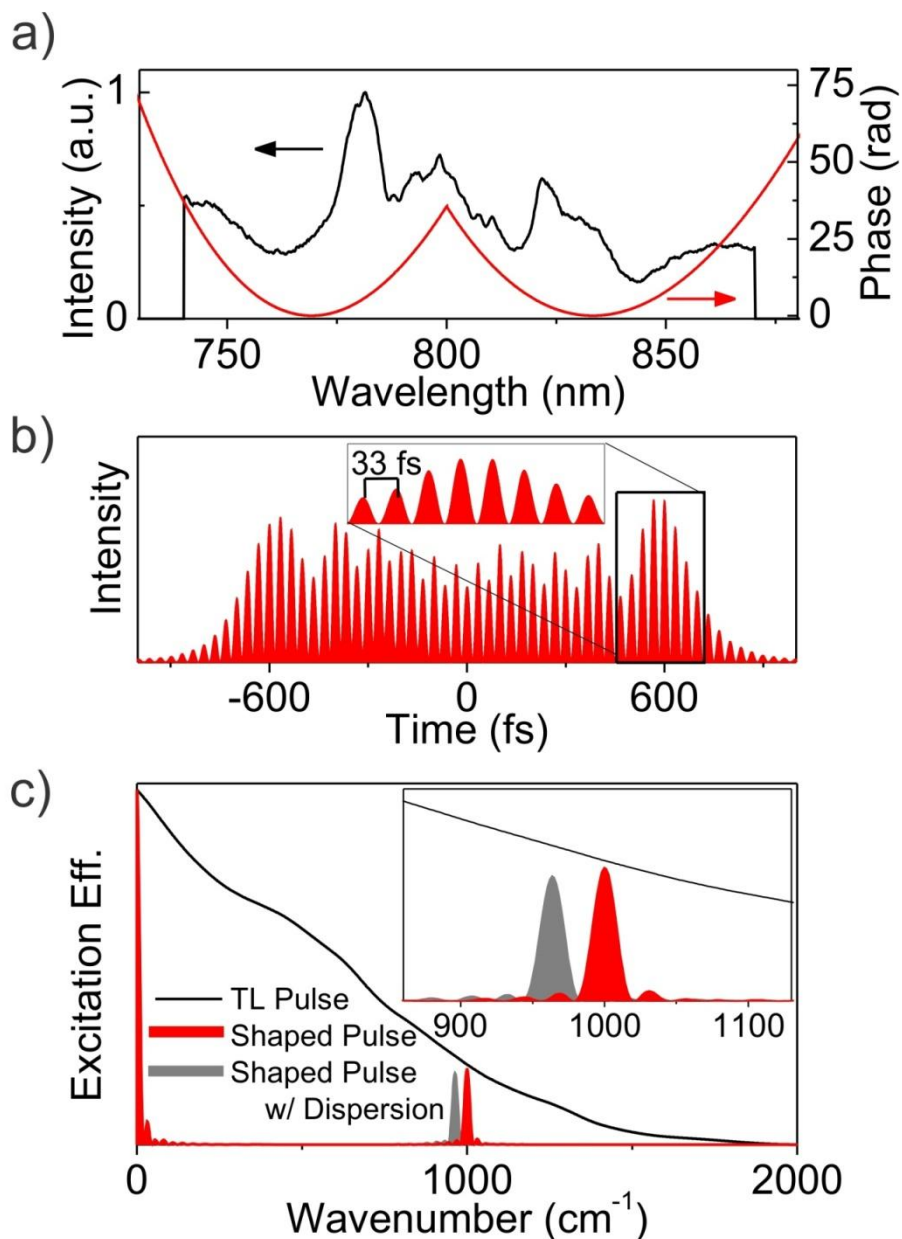 a)
Intensity (a.u.)
1
0
75
50
25
0
Phase (rad)
750
800
850
Wavelength (nm)
b)
33 fs
Intensity
-600
0
600
Time (fs)
c)
Excitation Eff.
TL Pulse
Shaped Pulse
Shaped Pulse
w/ Dispersion
900
1000
1100
0
1000
2000
Wavenumber (cm⁻¹)